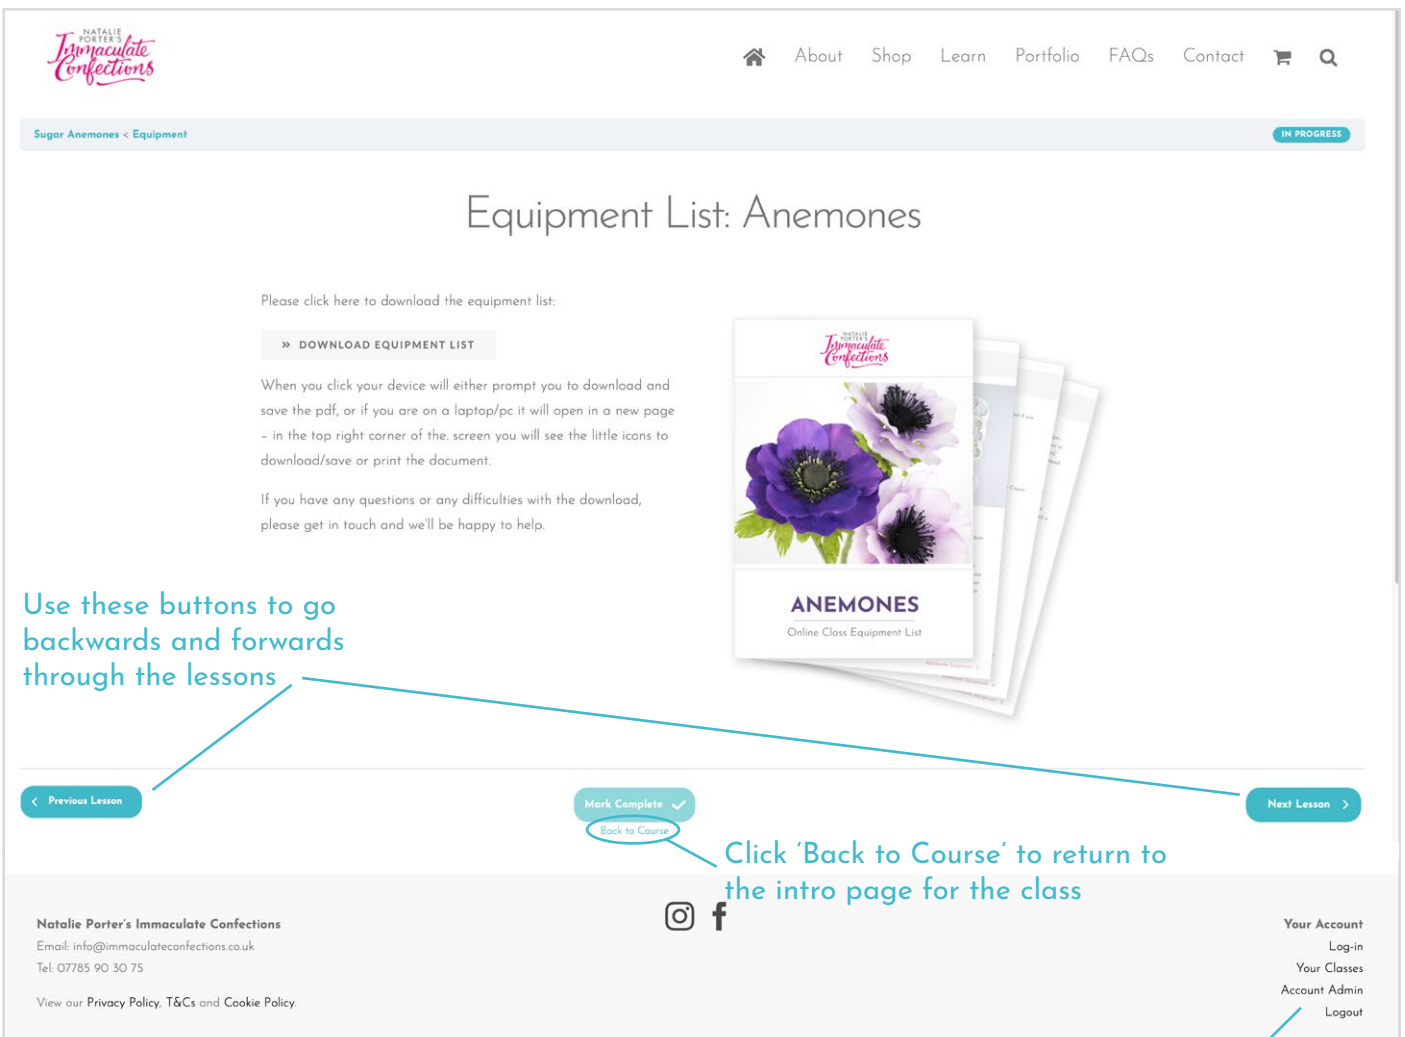 NATALIE
PORTER'S
Immaculate
Confections
About Shop Learn Portfolio FAQs Contact
Sugar Anemones < Equipment
IN PROGRESS
Equipment List: Anemones
Please click here to download the equipment list:
» DOWNLOAD EQUIPMENT LIST
When you click your device will either prompt you to download and
save the pdf, or if you are on a laptop/pc it will open in a new page
– in the top right corner of the. screen you will see the little icons to
download/save or print the document.
If you have any questions or any difficulties with the download,
please get in touch and we'll be happy to help.
NATALIE
PORTER'S
Immaculate
Confections
ANEMONES
Online Class Equipment List
Use these buttons to go
backwards and forwards
through the lessons
Previous Lesson
Mark Complete
Back to Course
Next Lesson
Click 'Back to Course' to return to
the intro page for the class
Natalie Porter's Immaculate Confections
Email: info@immaculateconfections.co.uk
Tel: 07785 90 30 75
View our Privacy Policy, T&Cs and Cookie Policy.
Your Account
Log-in
Your Classes
Account Admin
Logout